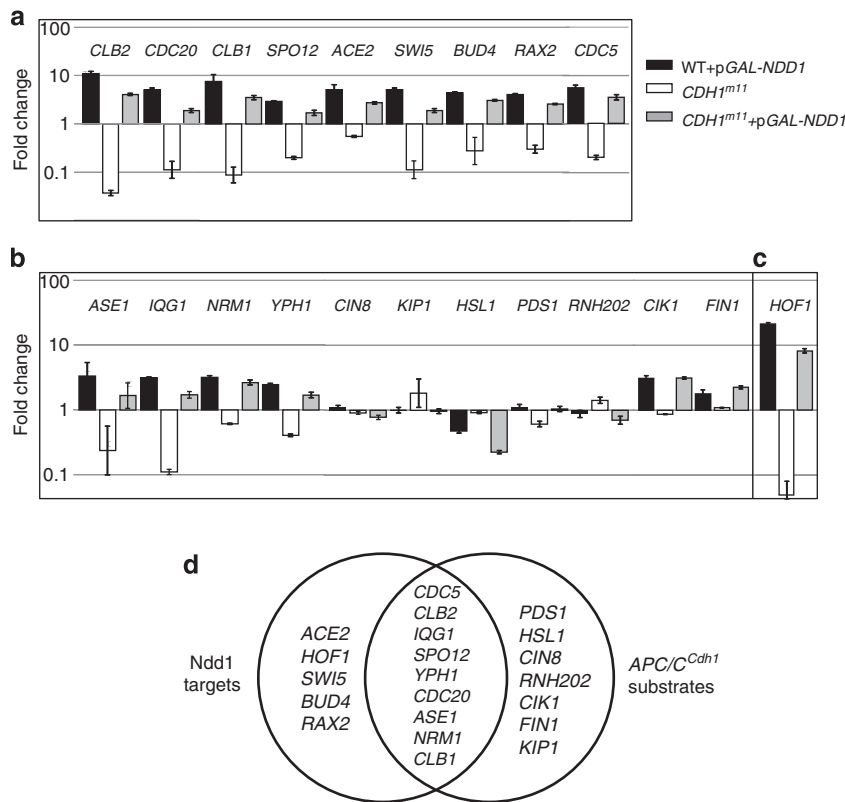 a
CLB2 CDC20 CLB1 SPO12 ACE2 SWI5 BUD4 RAX2 CDC5
100
10
1
0.1
Fold change
WT+pGAL-NDD1
CDH1m11
CDH1m11+pGAL-NDD1
b
c
100
10
1
0.1
Fold change
ASE1 IQG1 NRM1 YPH1 CIN8 KIP1 HSL1 PDS1 RNH202 CIK1 FIN1 HOF1
d
Ndd1
targets
ACE2
HOF1
SWI5
BUD4
RAX2
CDC5
CLB2
IQG1
SPO12
YPH1
CDC20
ASE1
NRM1
CLB1
PDS1
HSL1
CIN8
RNH202
CIK1
FIN1
KIP1
APC/CCdh1
substrates